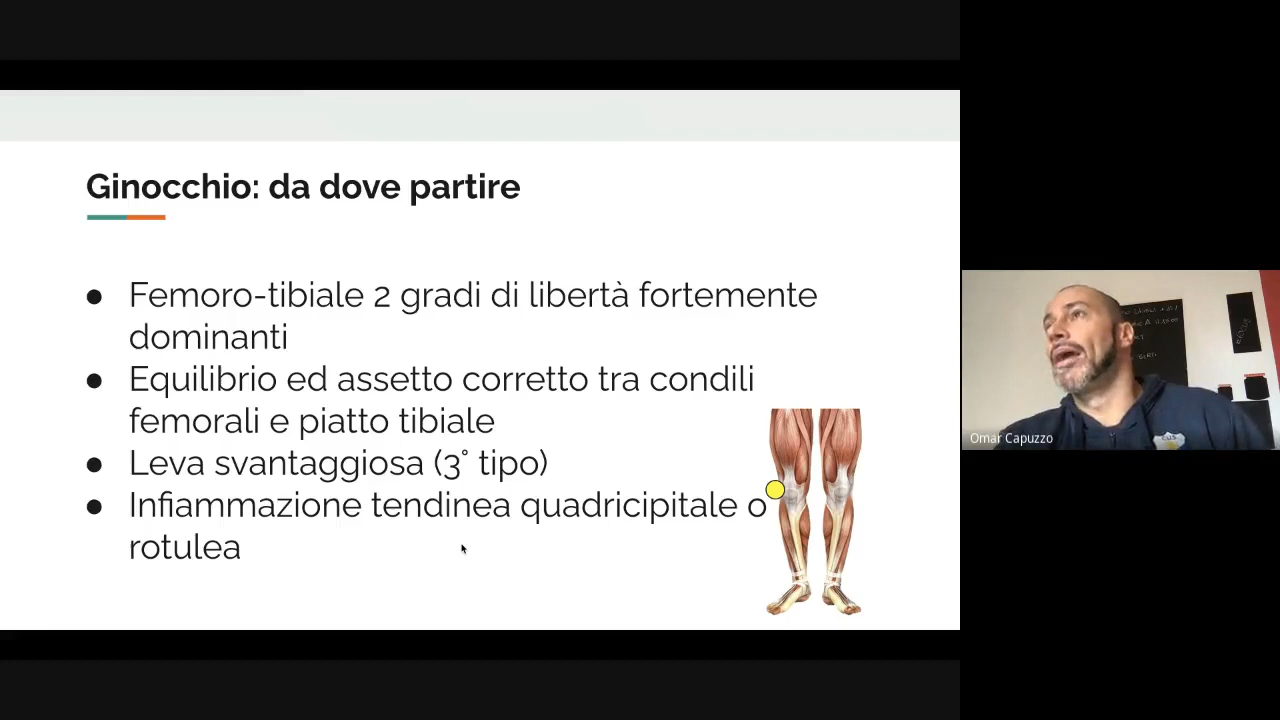 Ginocchio: da dove partire
● Femoro-tibiale 2 gradi di libertà fortemente
dominanti
● Equilibrio ed assetto corretto tra condili
femorali e piatto tibiale
● Leva svantaggiosa (3° tipo)
● Infiammazione tendinea quadricipitale o
rotulea
Omar Capuzzo